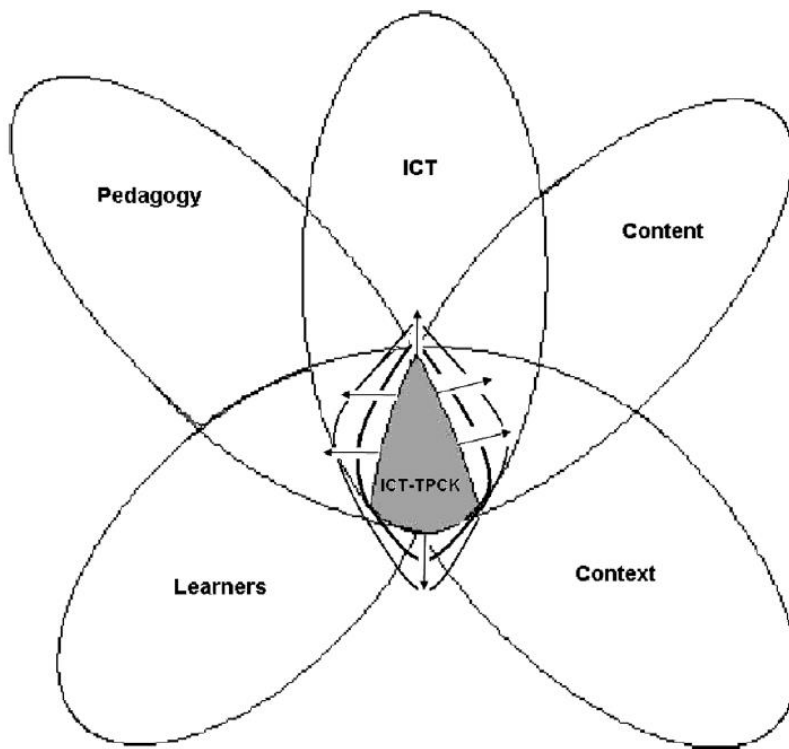 ICT
Pedagogy
Content
ICT-TPCK
Learners
Context